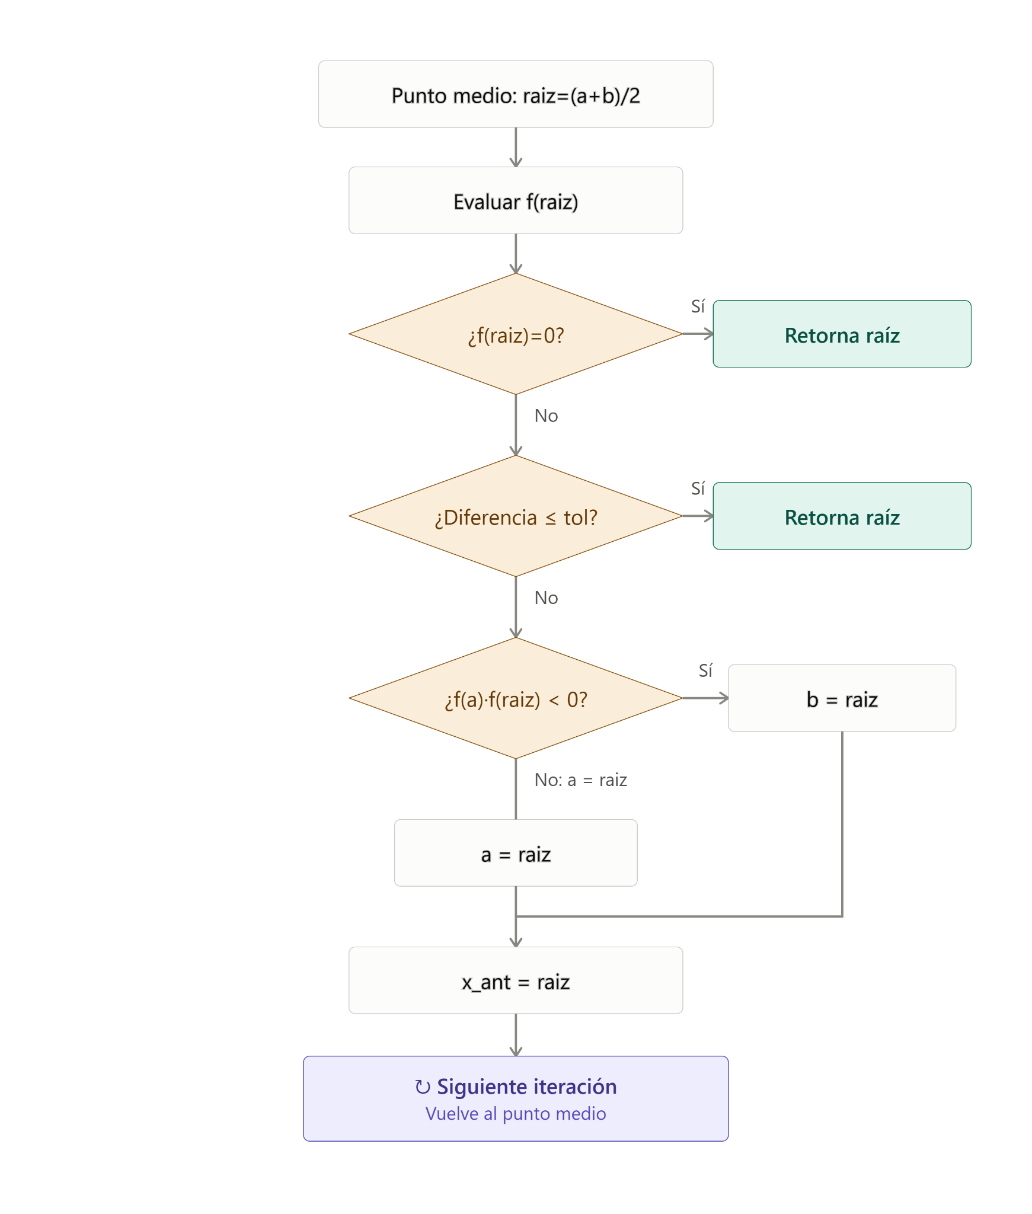 Punto medio: raiz=(a+b)/2
Evaluar f(raiz)
¿f(raiz)=0?
Sí
Retorna raíz
No
¿Diferencia ≤ tol?
Sí
Retorna raíz
No
¿f(a)·f(raiz) < 0?
Sí
b = raiz
No: a = raiz
a = raiz
x_ant = raiz
↻ Siguiente iteración
Vuelve al punto medio